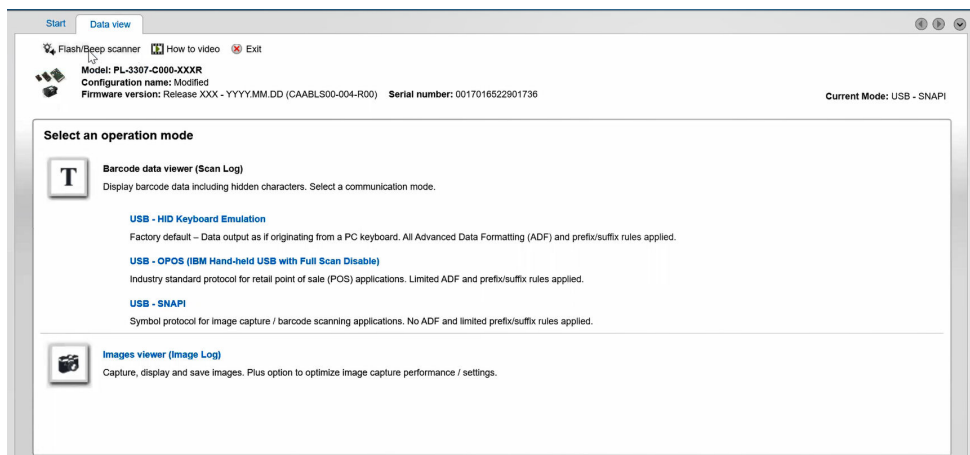 Start Data view
Flash/Beep scanner How to video Exit
Model: PL-3307-C000-XXXR
Configuration name: Modified
Firmware version: Release XXX - YYYY.MM.DD (CAABLS00-004-R00) Serial number: 0017016522901736 Current Mode: USB - SNAPI
Select an operation mode
T
Barcode data viewer (Scan Log)
Display barcode data including hidden characters. Select a communication mode.
USB - HID Keyboard Emulation
Factory default – Data output as if originating from a PC keyboard. All Advanced Data Formatting (ADF) and prefix/suffix rules applied.
USB - OPOS (IBM Hand-held USB with Full Scan Disable)
Industry standard protocol for retail point of sale (POS) applications. Limited ADF and prefix/suffix rules applied.
USB - SNAPI
Symbol protocol for image capture / barcode scanning applications. No ADF and limited prefix/suffix rules applied.
Images viewer (Image Log)
Capture, display and save images. Plus option to optimize image capture performance / settings.